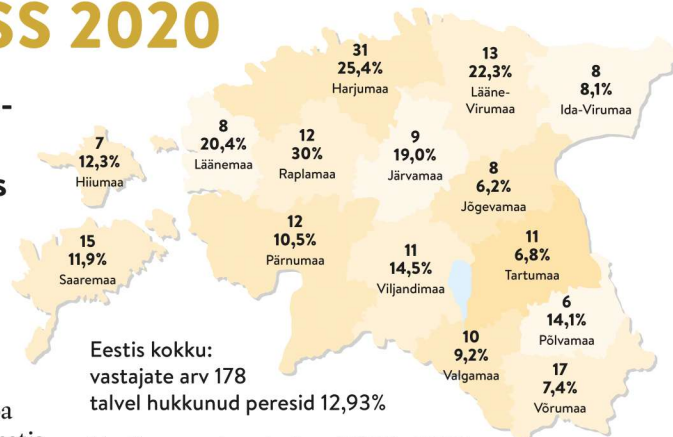 SS 2020
-
s
31
25,4%
Harjumaa
13
22,3%
Lääne-
Virumaa
8
8,1%
Ida-Virumaa
8
20,4%
Läänemaa
12
30%
Raplamaa
9
19,0%
Järvamaa
7
12,3%
Hiiumaa
8
6,2%
Jõgevamaa
15
11,9%
Saaremaa
12
10,5%
Pärnumaa
11
14,5%
Viljandimaa
11
6,8%
Tartumaa
6
14,1%
Põlvamaa
10
9,2%
Valgamaa
17
7,4%
Võrumaa
Eestis kokku:
vastajate arv 178
talvel hukkunud peresid 12,93%